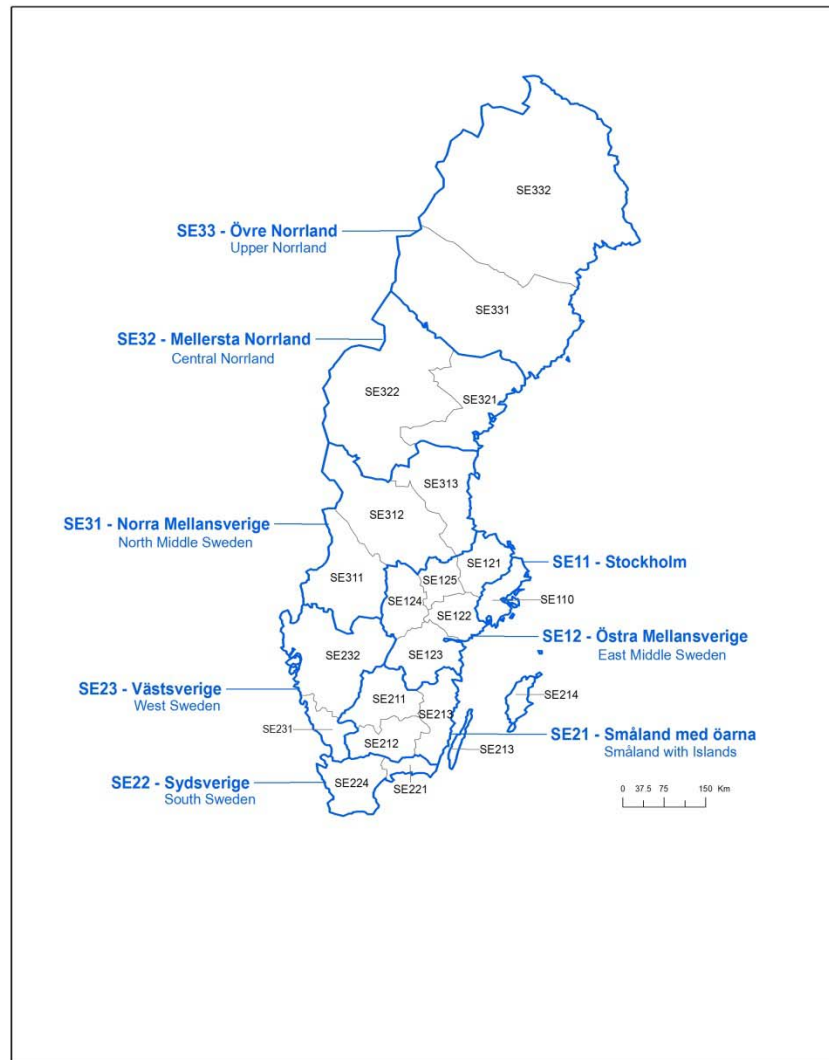 SE332
SE33 - Övre Norrland
Upper Norrland
SE331
SE32 - Mellersta Norrland
Central Norrland
SE322
SE321
SE313
SE312
SE31 - Norra Mellansverige
North Middle Sweden
SE121
SE11 - Stockholm
SE125
SE311
SE124
SE110
SE122
SE12 - Östra Mellansverige
East Middle Sweden
SE232
SE123
SE23 - Västsverige
West Sweden
SE211
SE214
SE213
SE231
SE21 - Småland med öarna
Småland with Islands
SE212
SE213
SE22 - Sydsverige
South Sweden
SE224
SE221
0 37.5 75 150 Km